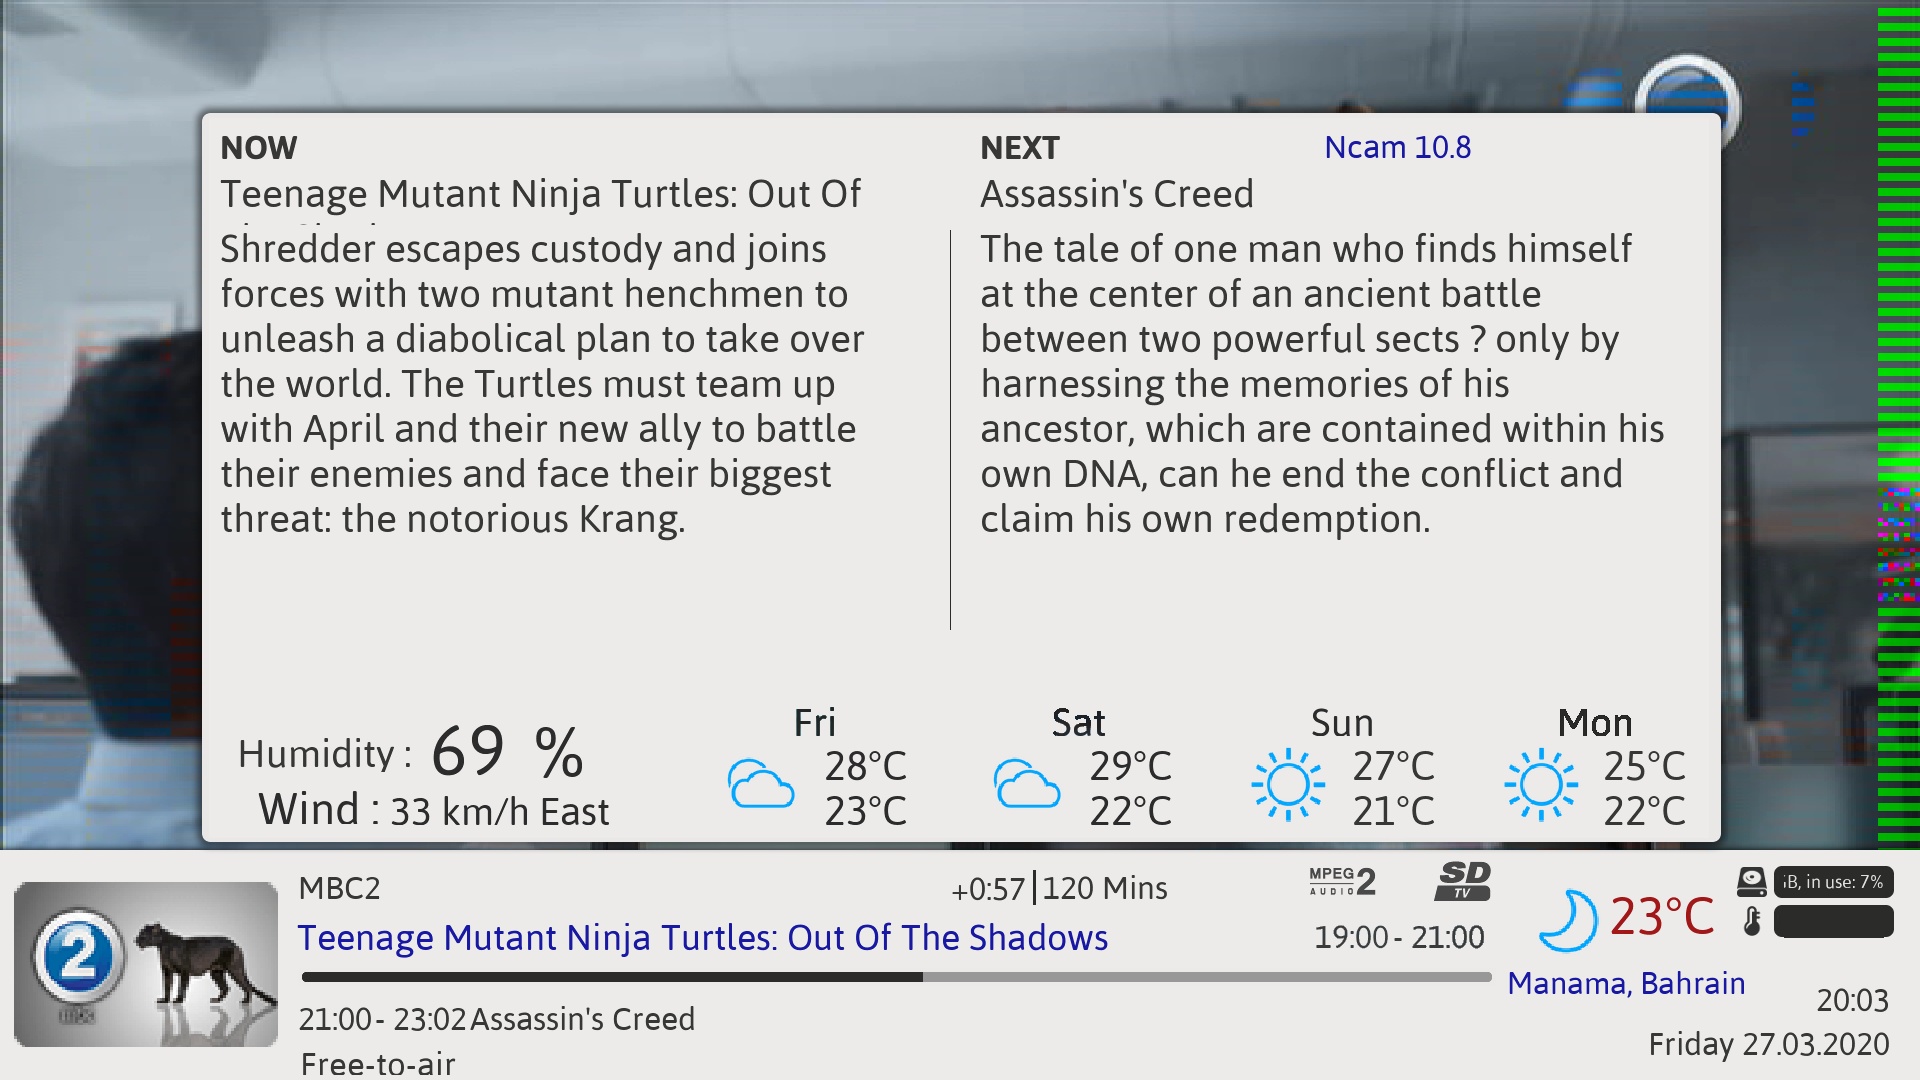 NOW
Teenage Mutant Ninja Turtles: Out Of
Shredder escapes custody and joins
forces with two mutant henchmen to
unleash a diabolical plan to take over
the world. The Turtles must team up
with April and their new ally to battle
their enemies and face their biggest
threat: the notorious Krang.
NEXT
Ncam 10.8
Assassin's Creed
The tale of one man who finds himself
at the center of an ancient battle
between two powerful sects ? only by
harnessing the memories of his
ancestor, which are contained within his
own DNA, can he end the conflict and
claim his own redemption.
Humidity : 69 %
Wind : 33 km/h East
Fri
28°C
23°C
Sat
29°C
22°C
Sun
27°C
21°C
Mon
25°C
22°C
2
MBC2
+0:57|120 Mins
MPEG 2
AUDIO
SD
TV
Teenage Mutant Ninja Turtles: Out Of The Shadows
19:00 - 21:00
21:00 - 23:02 Assassin's Creed
Free-to-air
23°C
Manama, Bahrain
iB, in use: 7%
20:03
Friday 27.03.2020